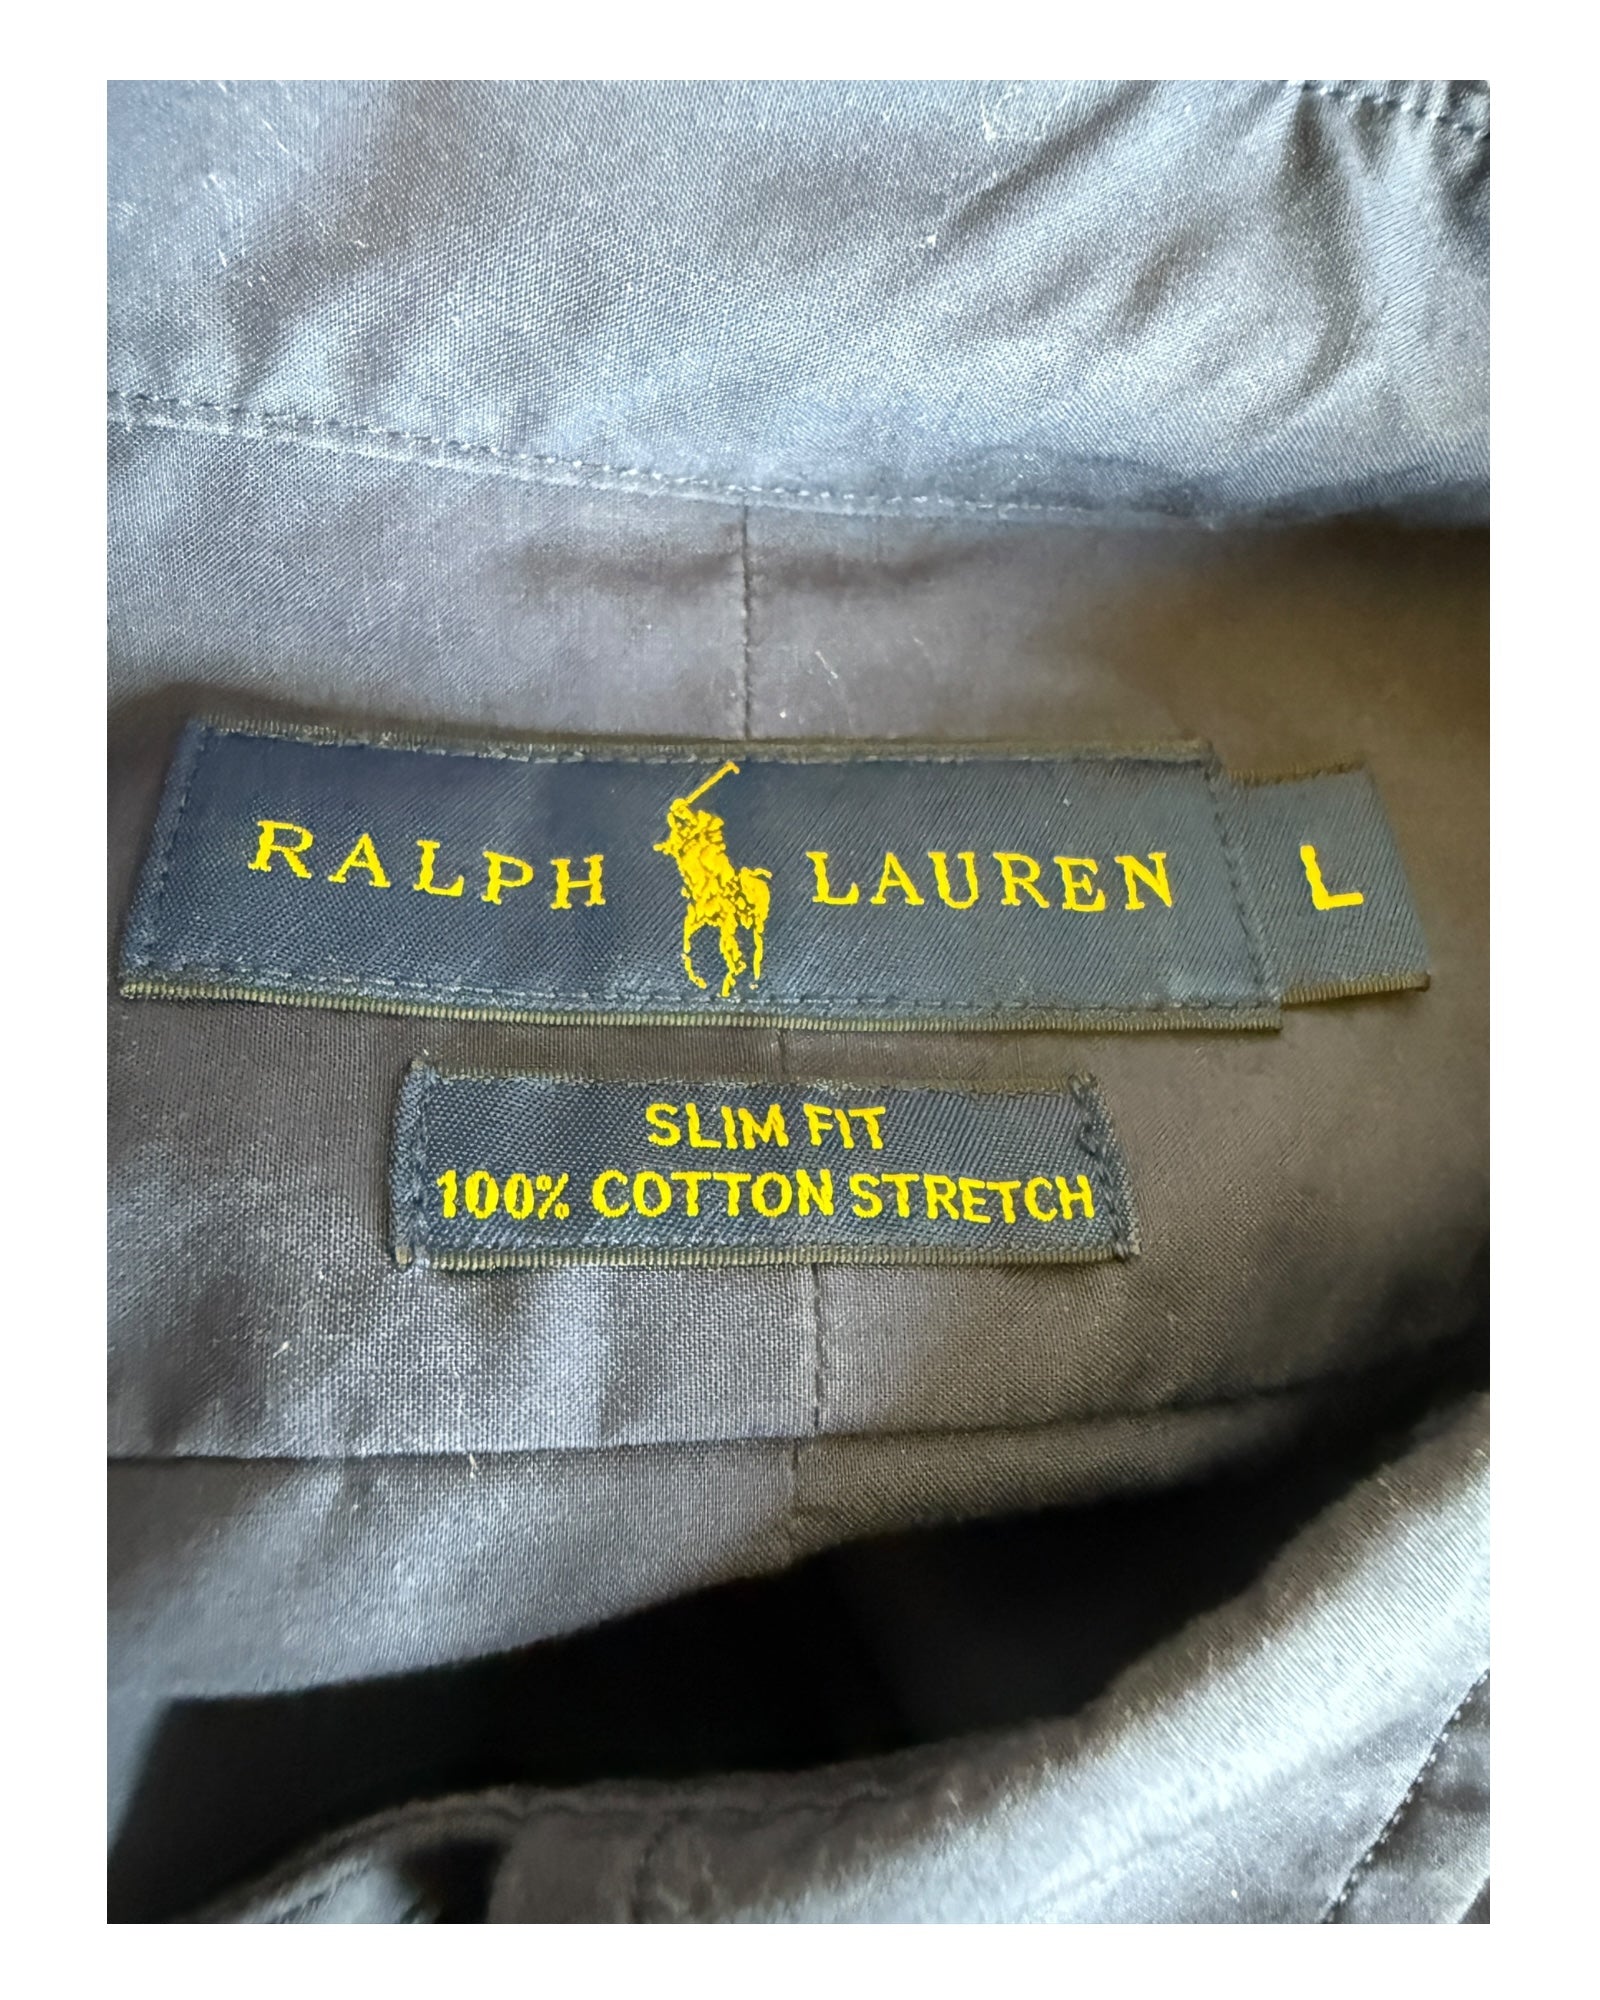 RALPH LAUREN L
SLIM FIT
100% COTTON STRETCH